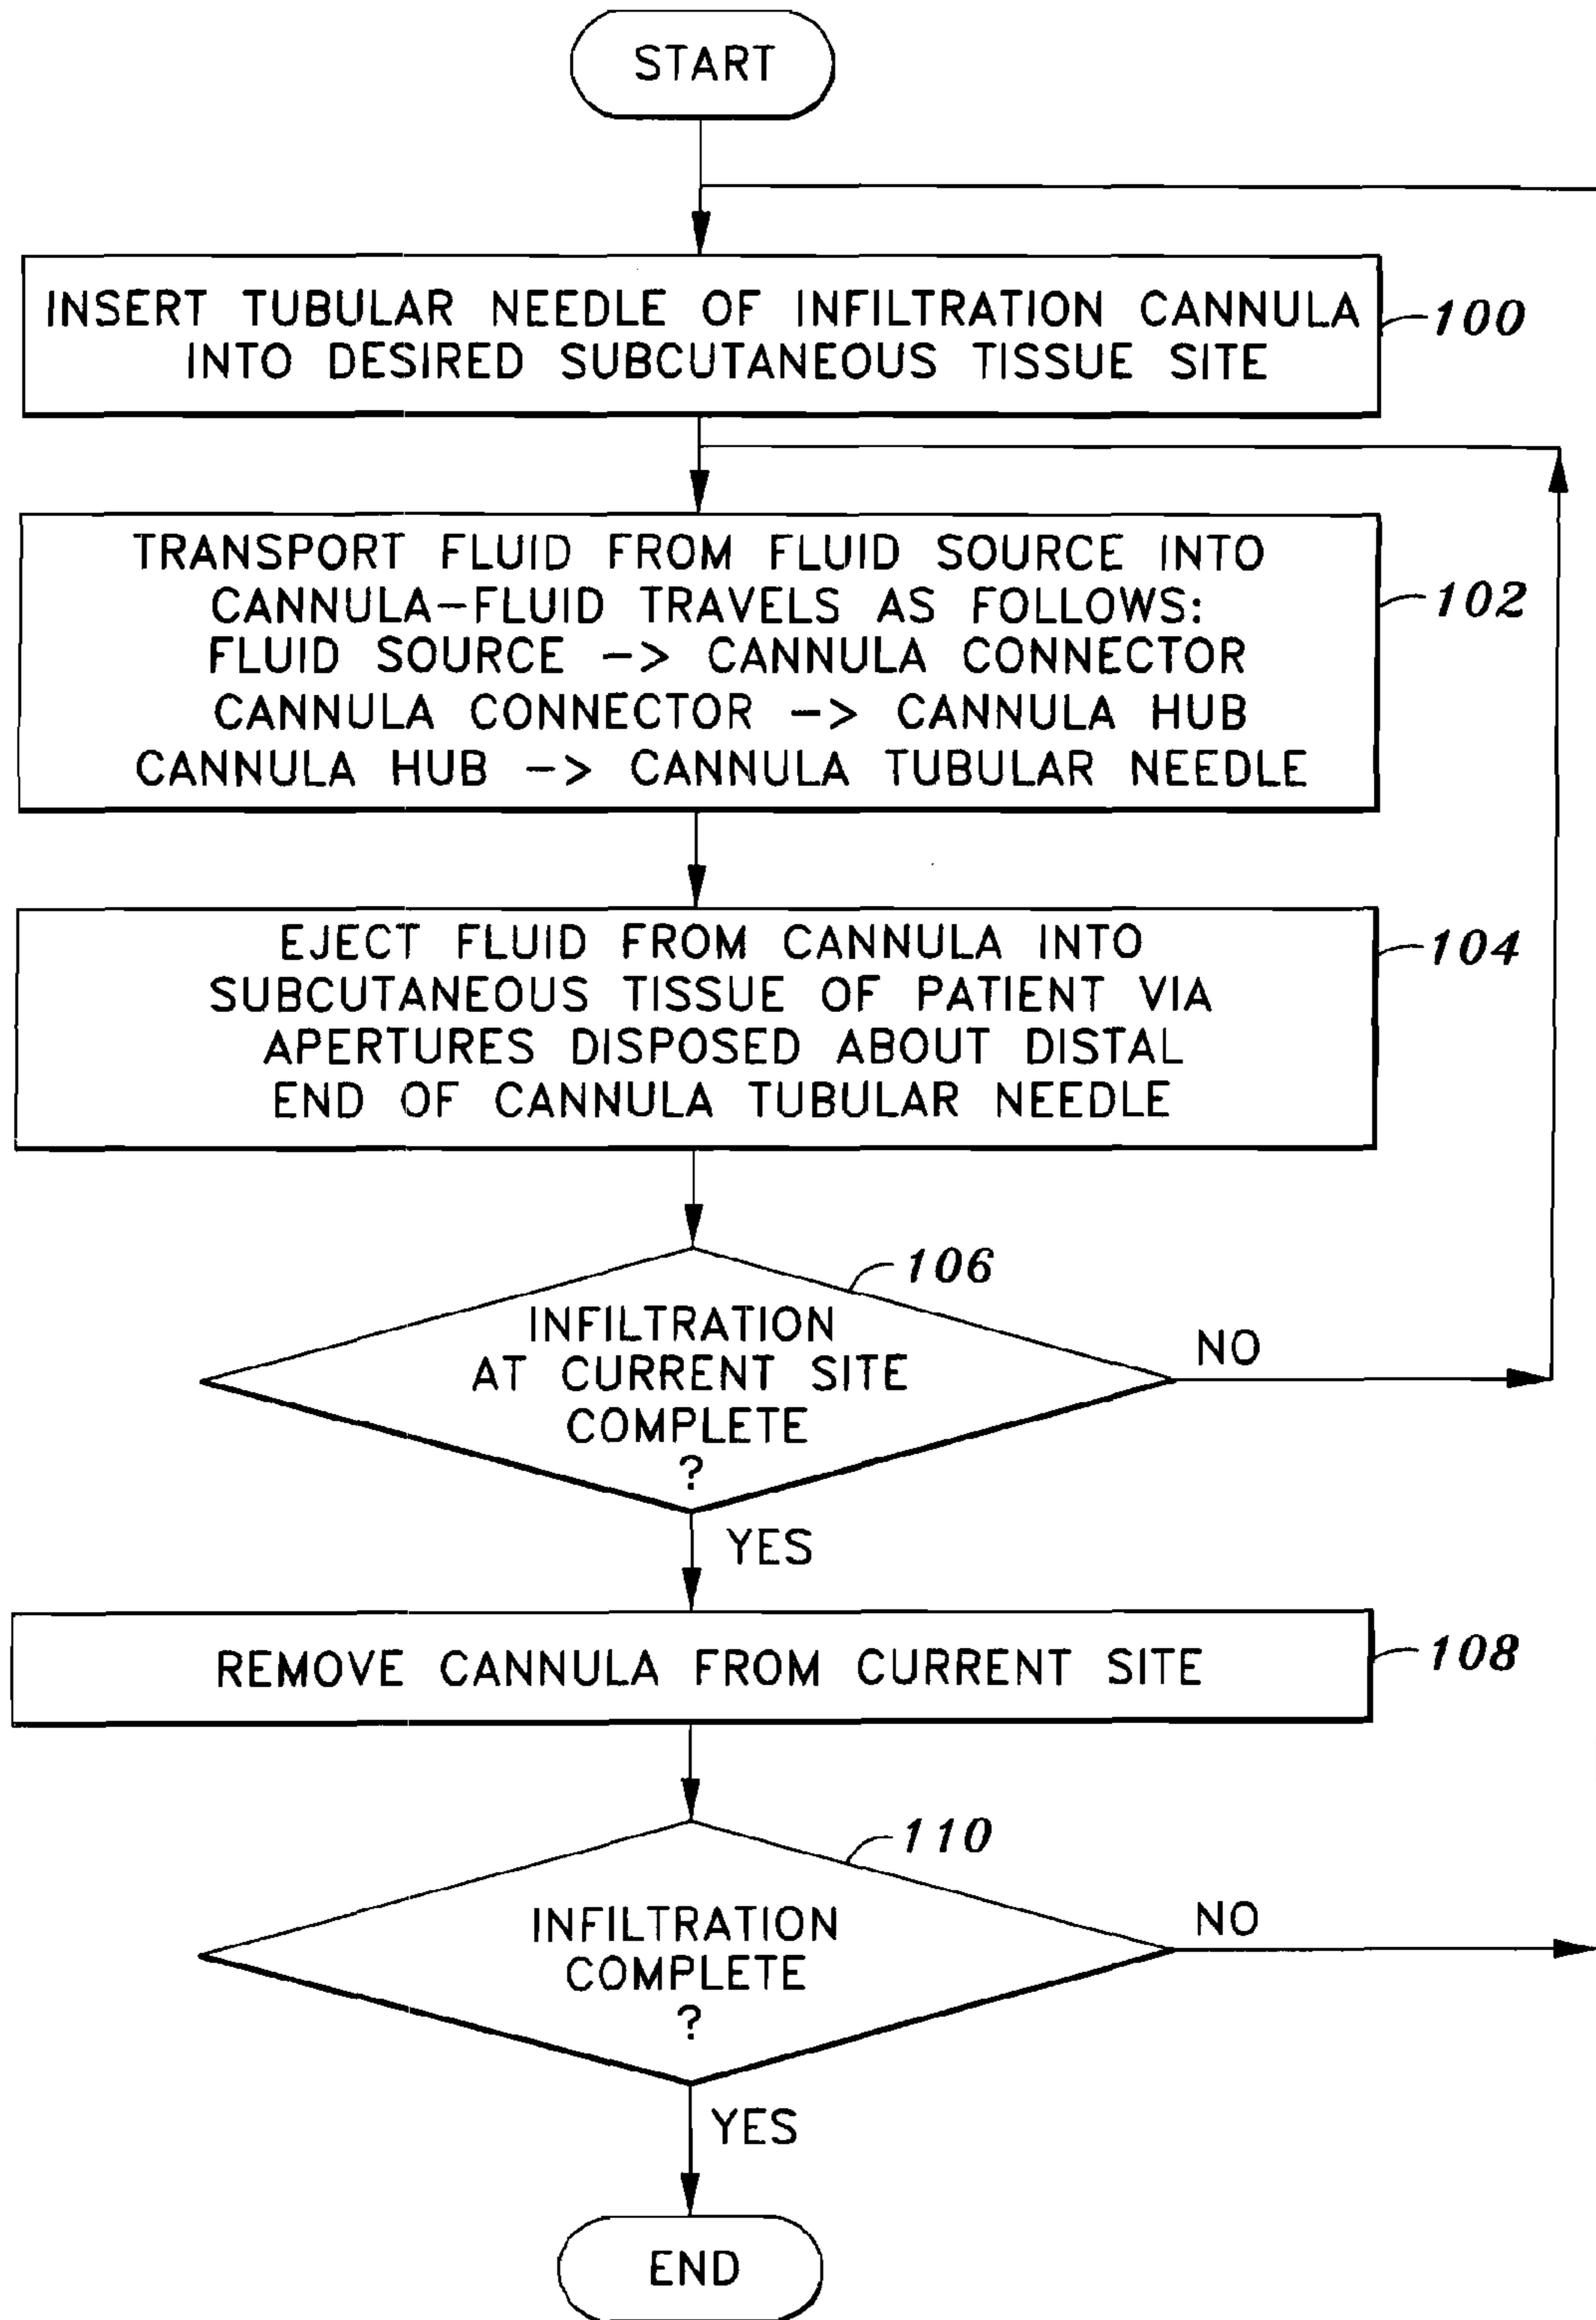 START
INSERT TUBULAR NEEDLE OF INFILTRATION CANNULA
INTO DESIRED SUBCUTANEOUS TISSUE SITE
100
TRANSPORT FLUID FROM FLUID SOURCE INTO
CANNULA-FLUID TRAVELS AS FOLLOWS:
FLUID SOURCE -> CANNULA CONNECTOR
CANNULA CONNECTOR -> CANNULA HUB
CANNULA HUB -> CANNULA TUBULAR NEEDLE
102
EJECT FLUID FROM CANNULA INTO
SUBCUTANEOUS TISSUE OF PATIENT VIA
APERTURES DISPOSED ABOUT DISTAL
END OF CANNULA TUBULAR NEEDLE
104
106
INFILTRATION
AT CURRENT SITE
COMPLETE
?
NO
YES
REMOVE CANNULA FROM CURRENT SITE
108
110
INFILTRATION
COMPLETE
?
NO
YES
END